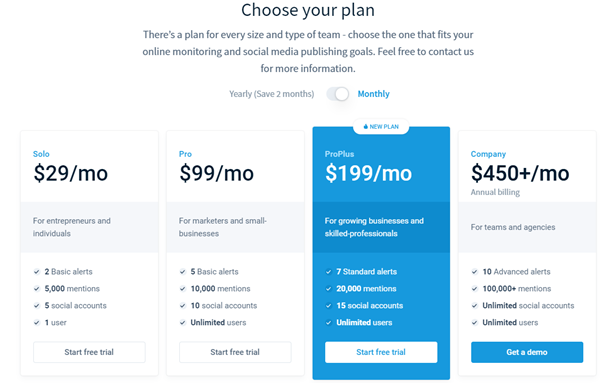 Choose your plan
There's a plan for every size and type of team - choose the one that fits your
online monitoring and social media publishing goals. Feel free to contact us
for more information.
Yearly (Save 2 months) Monthly
Solo
$29/mo
For entrepreneurs and
individuals
2 Basic alerts
5,000 mentions
5 social accounts
1 user
Start free trial
Pro
$99/mo
For marketers and small-
businesses
5 Basic alerts
10,000 mentions
10 social accounts
Unlimited users
Start free trial
NEW PLAN
ProPlus
$199/mo
For growing businesses and
skilled-professionals
7 Standard alerts
20,000 mentions
15 social accounts
Unlimited users
Start free trial
Company
$450+/mo
Annual billing
For teams and agencies
10 Advanced alerts
100,000+ mentions
Unlimited social accounts
Unlimited users
Get a demo